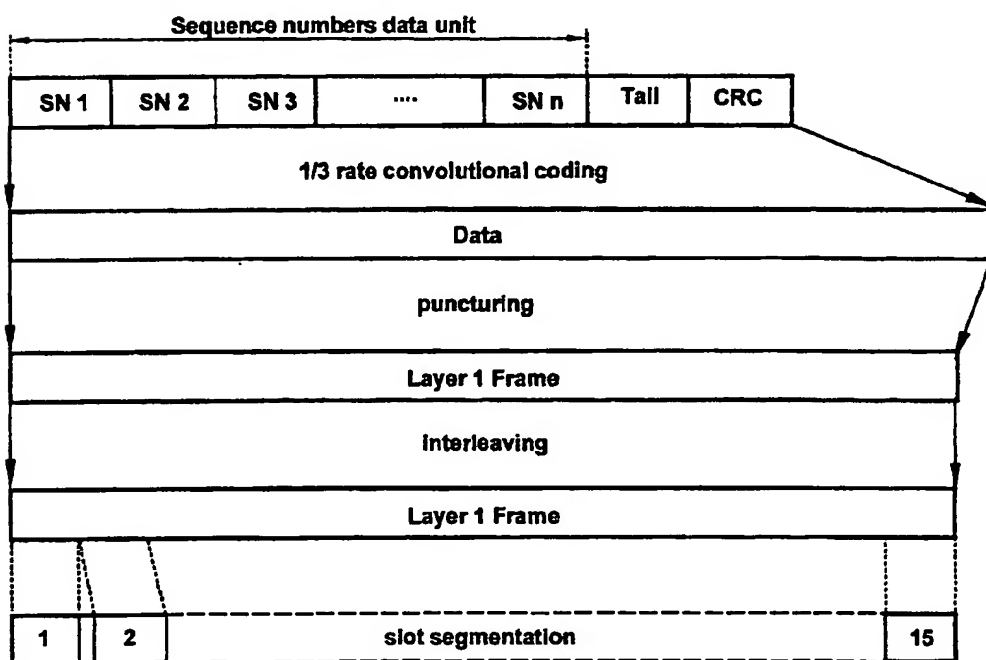 Sequence numbers data unit
SN 1 SN 2 SN 3 .... SN n Tail CRC
1/3 rate convolutional coding
Data
puncturing
Layer 1 Frame
interleaving
Layer 1 Frame
1 2 slot segmentation 15